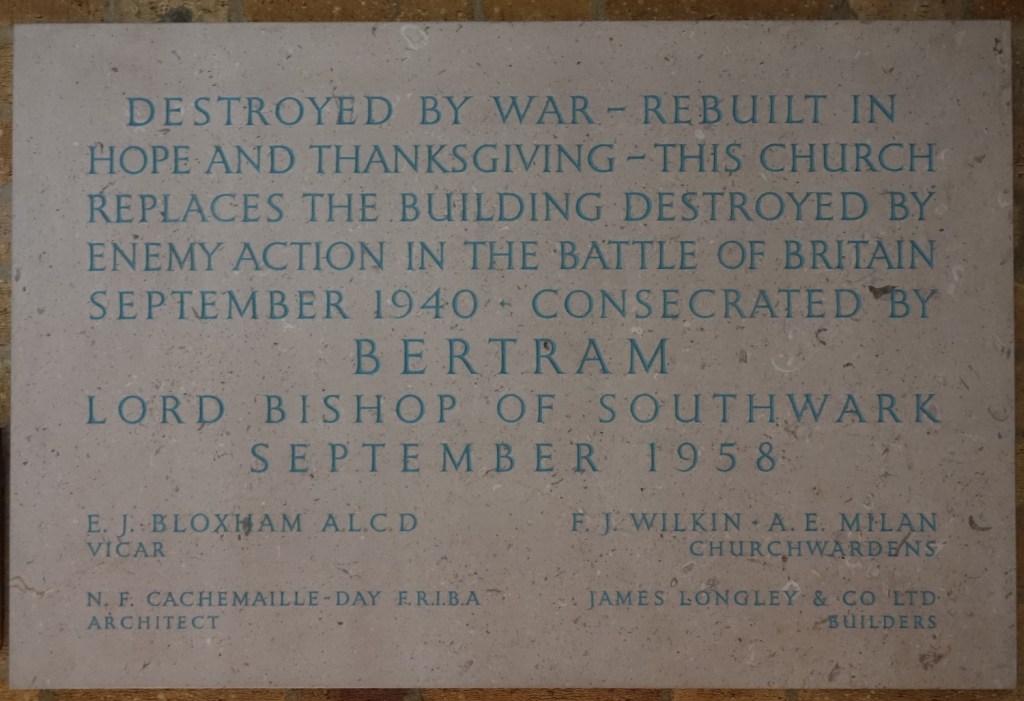 DESTROYED BY WAR – REBUILT IN
HOPE AND THANKSGIVING – THIS CHURCH
REPLACES THE BUILDING DESTROYED BY
ENEMY ACTION IN THE BATTLE OF BRITAIN
SEPTEMBER 1940 · CONSECRATED BY
BERTRAM
LORD BISHOP OF SOUTHWARK
SEPTEMBER 1958
E. J. BLOXHAM A.L.C.D
VICAR
F. J. WILKIN · A. E. MILAN
CHURCHWARDENS
N. F. CACHEMAILLE-DAY F.R.I.B.A
ARCHITECT
JAMES LONGLEY & CO LTD
BUILDERS